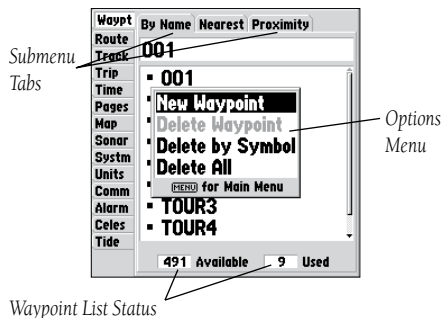 Waypt By Name Nearest Proximity
Route
Track
001
Trip
Time
Pages
Map
Sonar
Systm
Units
Comm
Alarm
Celes
Tide
001
New Waypoint
Delete Waypoint
Delete by Symbol
Delete All
MENU for Main Menu
TOUR3
TOUR4
491 Available 9 Used
Submenu
Tabs
Options
Menu
Waypoint List Status